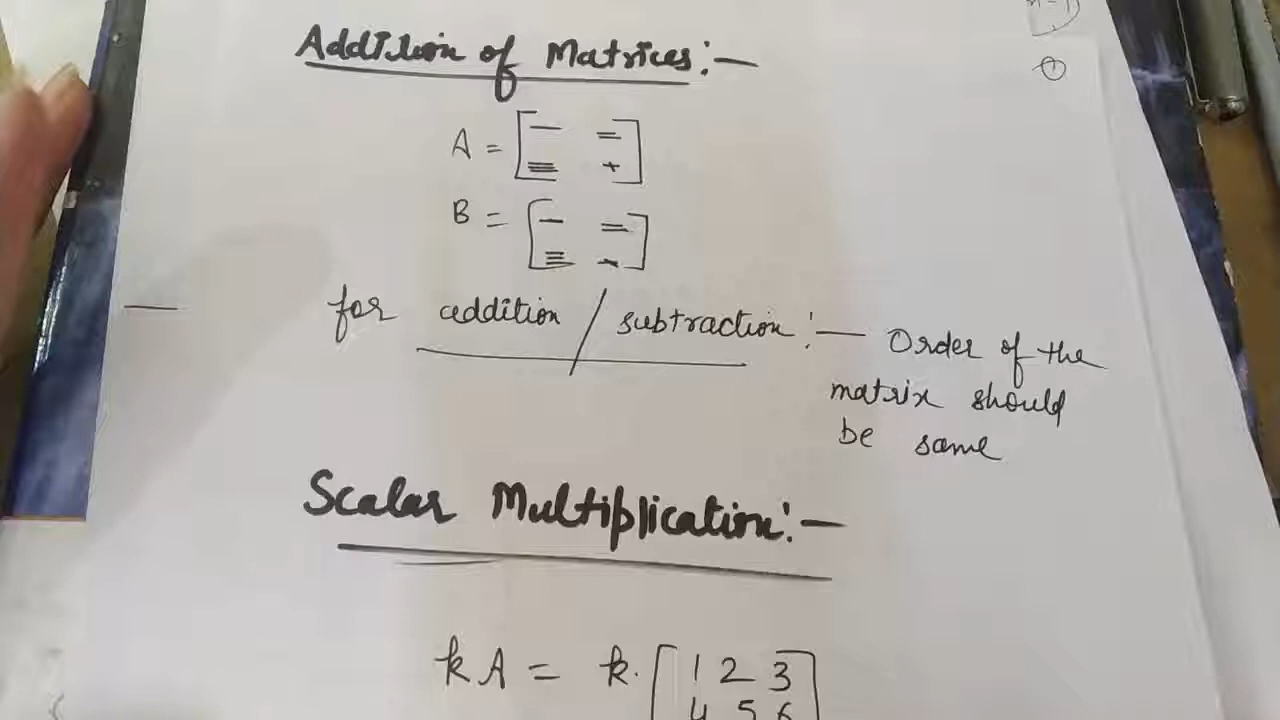 Addition of Matrices:-
A = [ - =
≡ + ]
B = [ - =
≡ - ]
for addition / subtraction:- Order of the
matrix should
be same
Scalar Multiplication:-
kA = k. [ 1 2 3
4 5 6